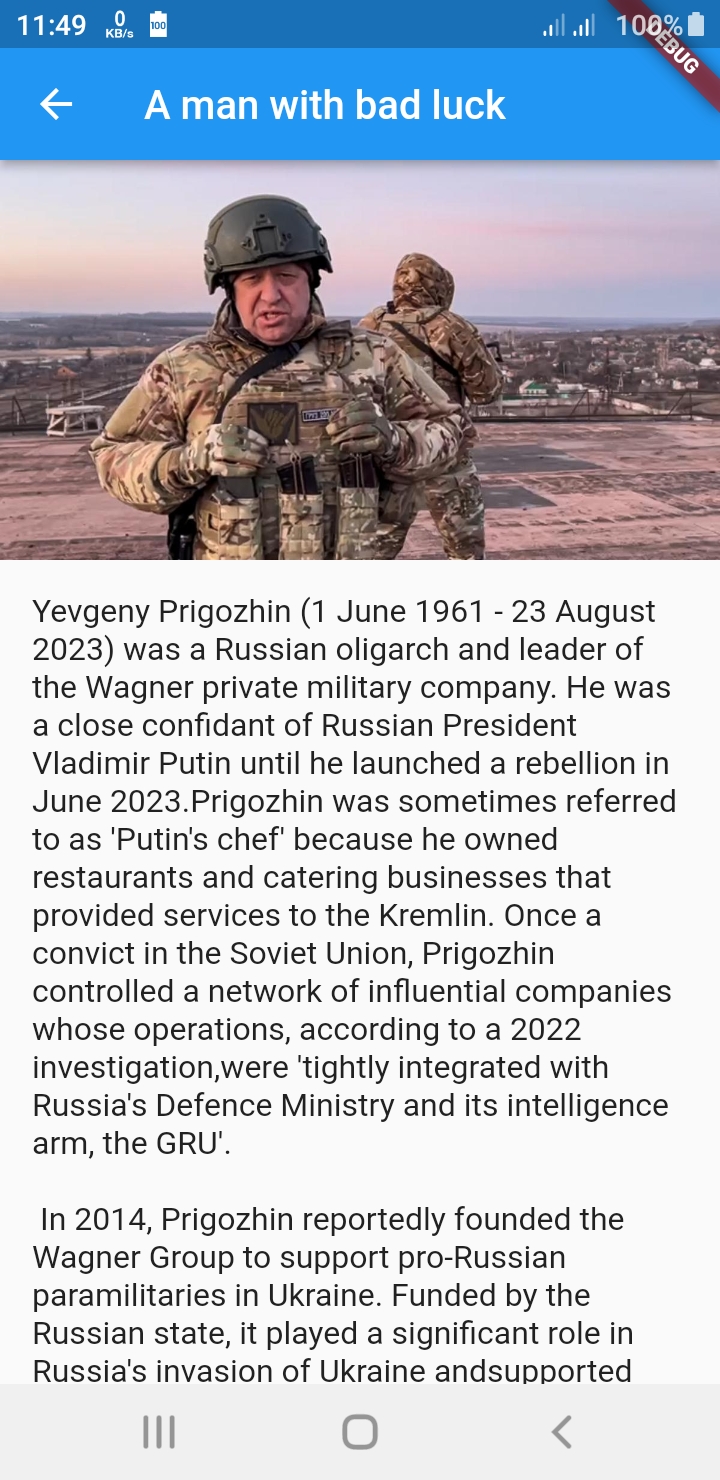 11:49 0 KB/s 100 100%
DEBUG
A man with bad luck
Yevgeny Prigozhin (1 June 1961 - 23 August
2023) was a Russian oligarch and leader of
the Wagner private military company. He was
a close confidant of Russian President
Vladimir Putin until he launched a rebellion in
June 2023.Prigozhin was sometimes referred
to as 'Putin's chef' because he owned
restaurants and catering businesses that
provided services to the Kremlin. Once a
convict in the Soviet Union, Prigozhin
controlled a network of influential companies
whose operations, according to a 2022
investigation,were 'tightly integrated with
Russia's Defence Ministry and its intelligence
arm, the GRU'.
In 2014, Prigozhin reportedly founded the
Wagner Group to support pro-Russian
paramilitaries in Ukraine. Funded by the
Russian state, it played a significant role in
Russia's invasion of Ukraine andsupported